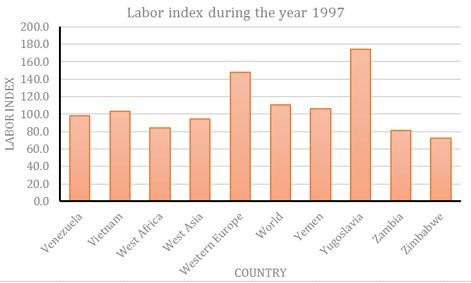 Labor index during the year 1997
200.0
180.0
160.0
140.0
120.0
100.0
80.0
60.0
40.0
20.0
0.0
LABOR INDEX
Venezuela
Vietnam
West Africa
West Asia
Western Europe
World
Yemen
Yugoslavia
Zambia
Zimbabwe
COUNTRY